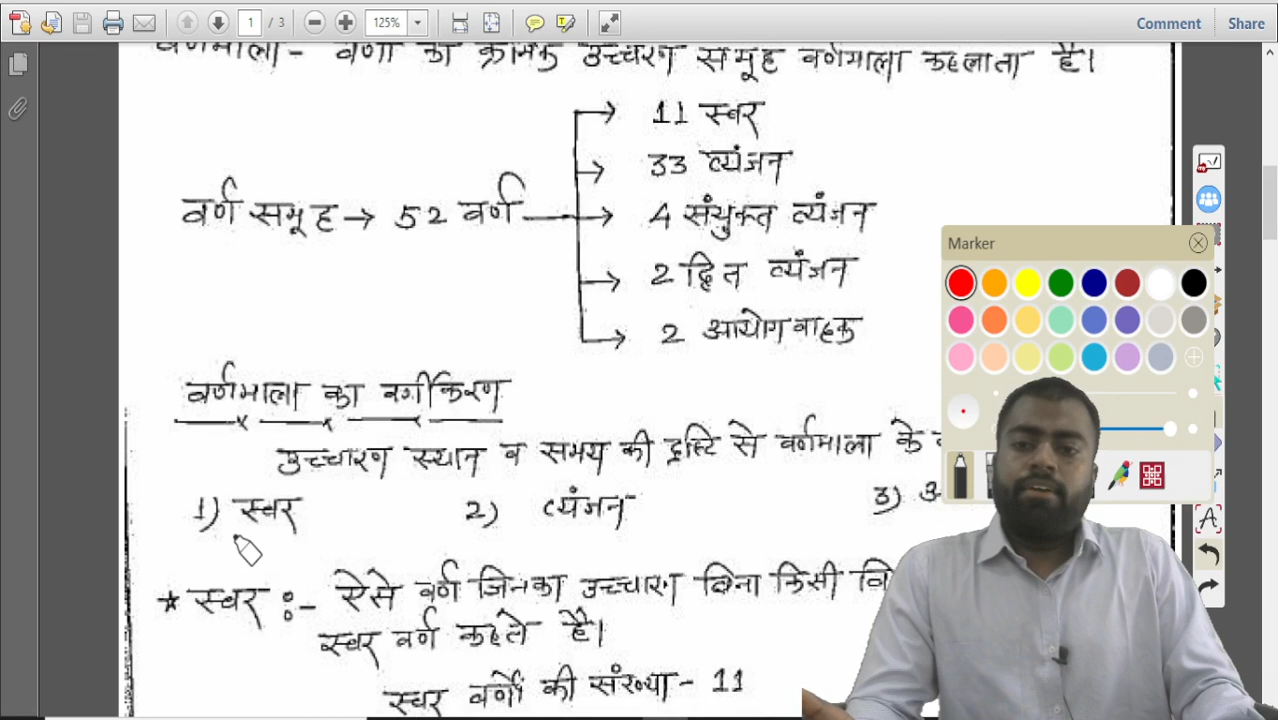 1 / 3
125%
Comment
Share
वर्णमाला - वर्णों का क्रमिक उच्चरण समूह वर्णमाला कहलाता है।
11 स्वर
33 व्यंजन
वर्ण समूह → 52 वर्ण
4 संयुक्त व्यंजन
2 द्वित व्यंजन
2 आयोगवाहक
Marker
वर्णमाला का वर्गीकरण
उच्चारण स्थान व समय की दृष्टि से वर्णमाला के
1) स्वर 2) व्यंजन 3)
★ स्वर :- ऐसे वर्ण जिनका उच्चारण बिना किसी
स्वर वर्ण कहते है।
स्वर वर्णों की संख्या - 11